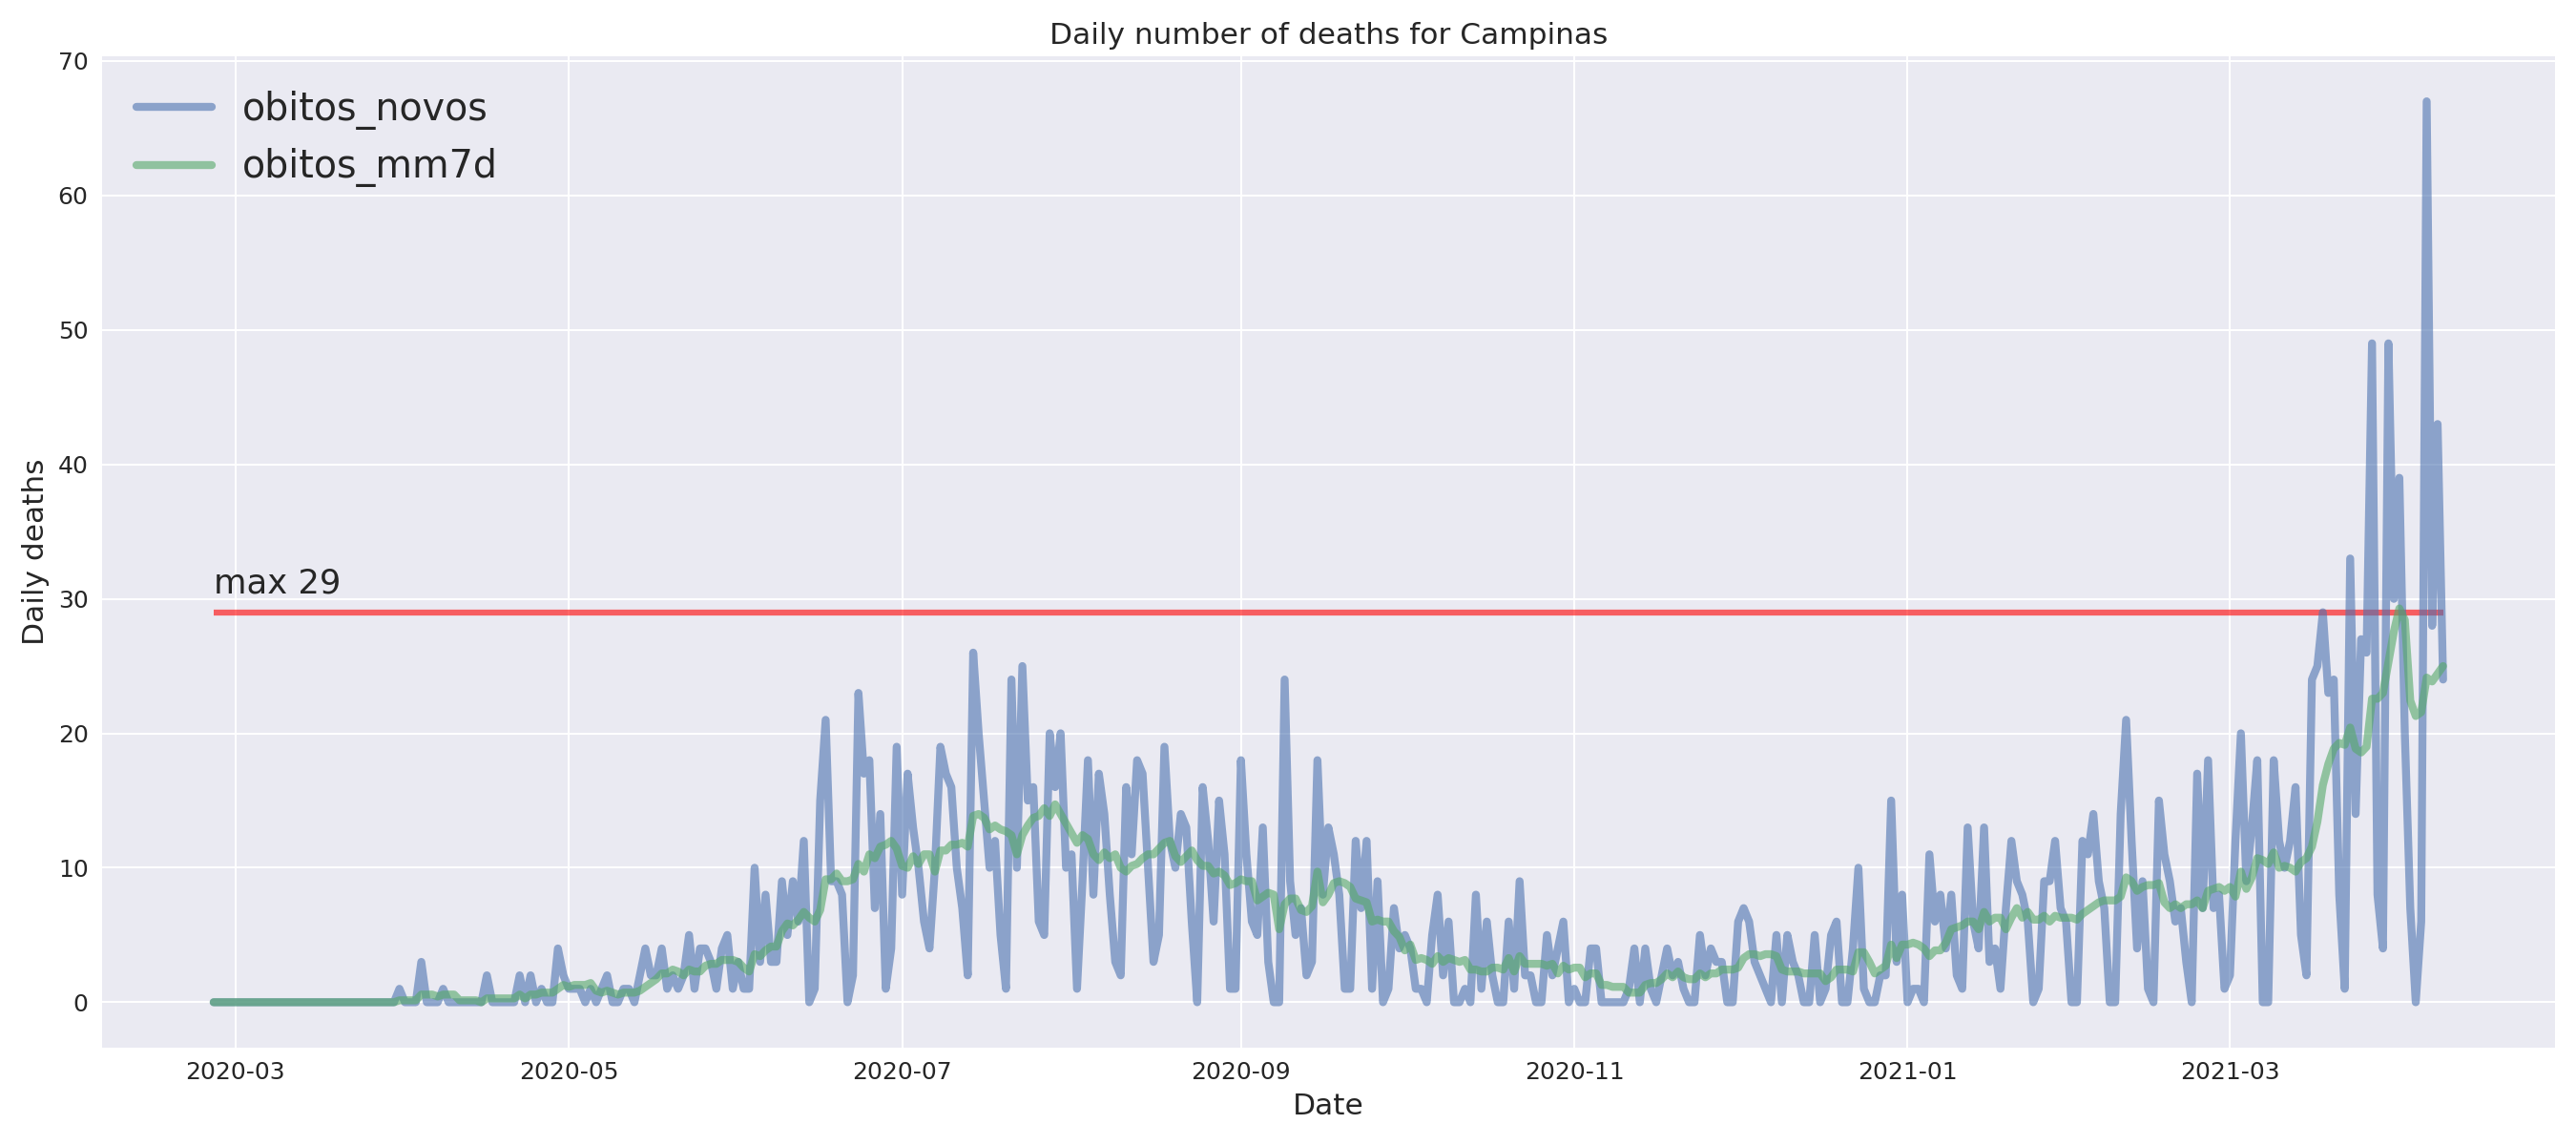 Daily number of deaths for Campinas
obitos_novos
obitos_mm7d
max 29
Daily deaths
70
60
50
40
30
20
10
0
2020-03 2020-05 2020-07 2020-09 2020-11 2021-01 2021-03
Date